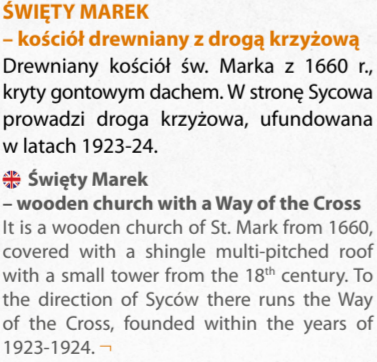 ŚWIĘTY MAREK
– kościół drewniany z drogą krzyżową
Drewniany kościół św. Marka z 1660 r.,
kryty gontowym dachem. W stronę Sycowa
prowadzi droga krzyżowa, ufundowana
w latach 1923-24.
Święty Marek
– wooden church with a Way of the Cross
It is a wooden church of St. Mark from 1660,
covered with a shingle multi-pitched roof
with a small tower from the 18th century. To
the direction of Syców there runs the Way
of the Cross, founded within the years of
1923-1924. ¬